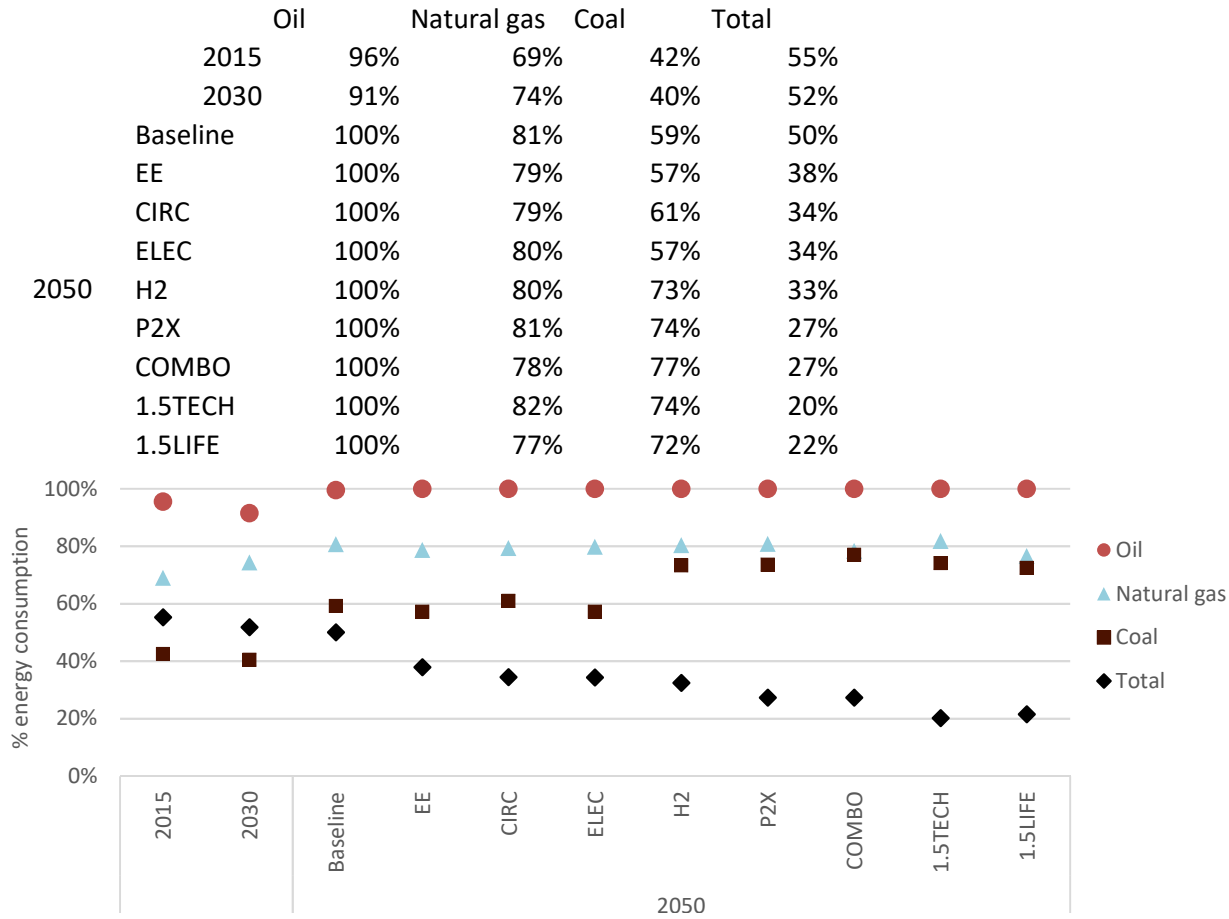 Oil Natural gas Coal Total
2015 96% 69% 42% 55%
2030 91% 74% 40% 52%
Baseline 100% 81% 59% 50%
EE 100% 79% 57% 38%
CIRC 100% 79% 61% 34%
ELEC 100% 80% 57% 34%
2050 H2 100% 80% 73% 33%
P2X 100% 81% 74% 27%
COMBO 100% 78% 77% 27%
1.5TECH 100% 82% 74% 20%
1.5LIFE 100% 77% 72% 22%
% energy consumption
100%
80%
60%
40%
20%
0%
Oil
Natural gas
Coal
Total
2015 2030 Baseline EE CIRC ELEC H2 P2X COMBO 1.5TECH 1.5LIFE
2050